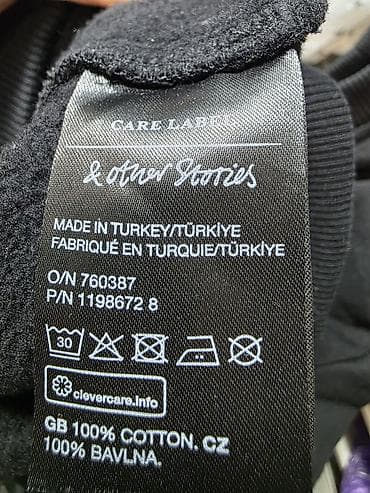 CARE LABEL
& other Stories
MADE IN TURKEY/TÜRKİYE
FABRIQUÉ EN TURQUIE/TÜRKİYE
O/N 760387
P/N 1198672 8
30
clevercare.info
GB 100% COTTON. CZ
100% BAVLNA.